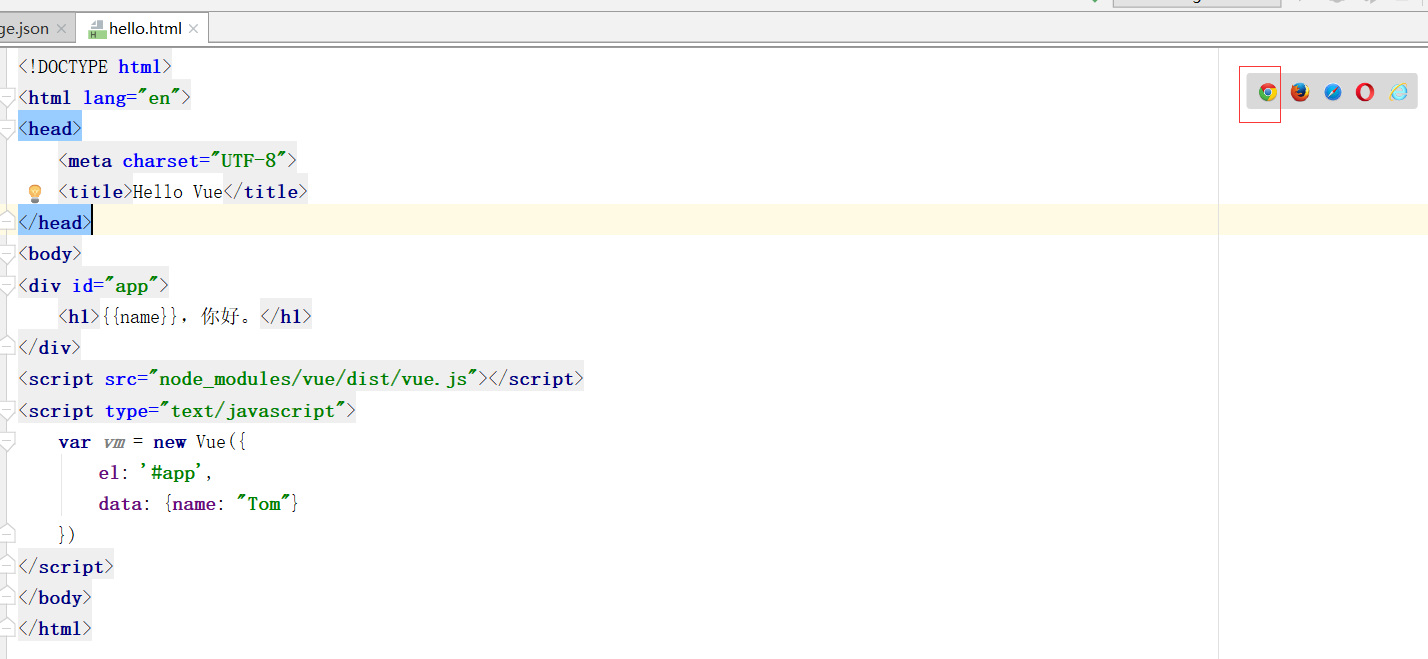 ge.json
hello.html
<!DOCTYPE html>
<html lang="en">
<head>
<meta charset="UTF-8">
<title>Hello Vue</title>
</head>
<body>
<div id="app">
<h1>{{name}}，你好。</h1>
</div>
<script src="node_modules/vue/dist/vue.js"></script>
<script type="text/javascript">
var vm = new Vue({
el: '#app',
data: {name: "Tom"}
})
</script>
</body>
</html>